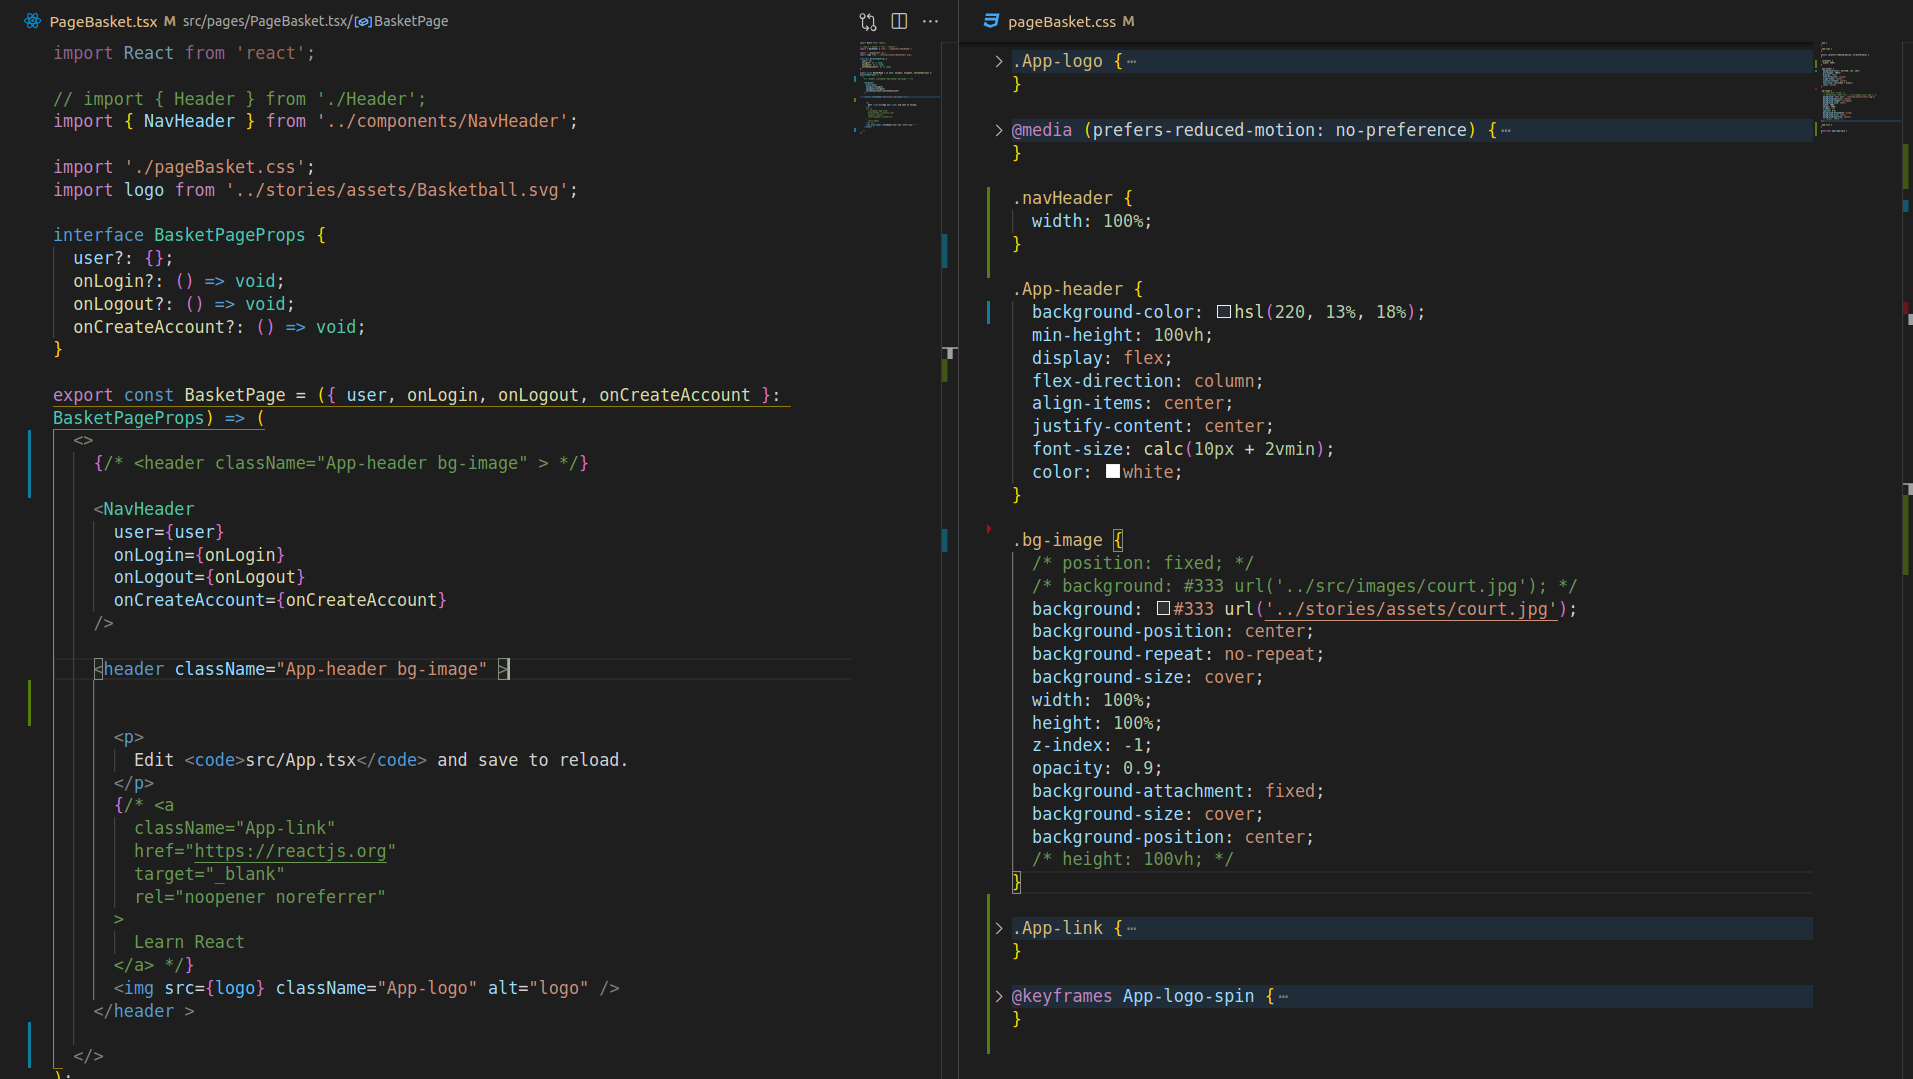 PageBasket.tsx M src/pages/PageBasket.tsx/BasketPage
import React from 'react';
// import { Header } from './Header';
import { NavHeader } from '../components/NavHeader';
import './pageBasket.css';
import logo from '../stories/assets/Basketball.svg';
interface BasketPageProps {
user?: {};
onLogin?: () => void;
onLogout?: () => void;
onCreateAccount?: () => void;
}
export const BasketPage = ({ user, onLogin, onLogout, onCreateAccount }:
BasketPageProps) => (
<>
{/* <header className="App-header bg-image" > */}
<NavHeader
user={user}
onLogin={onLogin}
onLogout={onLogout}
onCreateAccount={onCreateAccount}
/>
<header className="App-header bg-image" >
<p>
Edit <code>src/App.tsx</code> and save to reload.
</p>
{/* <a
className="App-link"
href="https://reactjs.org"
target="_blank"
rel="noopener noreferrer"
>
Learn React
</a> */}
<img src={logo} className="App-logo" alt="logo" />
</header >
</>
);
pageBasket.css M
.App-logo {⋯
}
@media (prefers-reduced-motion: no-preference) {⋯
}
.navHeader {
width: 100%;
}
.App-header {
background-color: hsl(220, 13%, 18%);
min-height: 100vh;
display: flex;
flex-direction: column;
align-items: center;
justify-content: center;
font-size: calc(10px + 2vmin);
color: white;
}
.bg-image {
/* position: fixed; */
/* background: #333 url('../src/images/court.jpg'); */
background: #333 url('../stories/assets/court.jpg');
background-position: center;
background-repeat: no-repeat;
background-size: cover;
width: 100%;
height: 100%;
z-index: -1;
opacity: 0.9;
background-attachment: fixed;
background-size: cover;
background-position: center;
/* height: 100vh; */
}
.App-link {⋯
}
@keyframes App-logo-spin {⋯
}